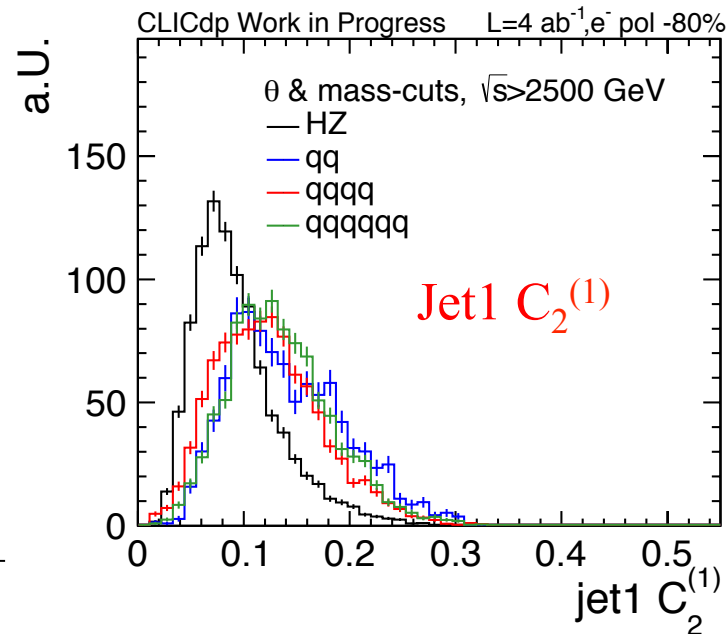 CLICdp Work in Progress L=4 ab⁻¹,e⁻ pol -80%
a.U.
θ & mass-cuts, √s>2500 GeV
HZ
qq
qqqq
qqqqqq
Jet1 C₂⁽¹⁾
150
100
50
0
0 0.1 0.2 0.3 0.4 0.5
jet1 C₂⁽¹⁾